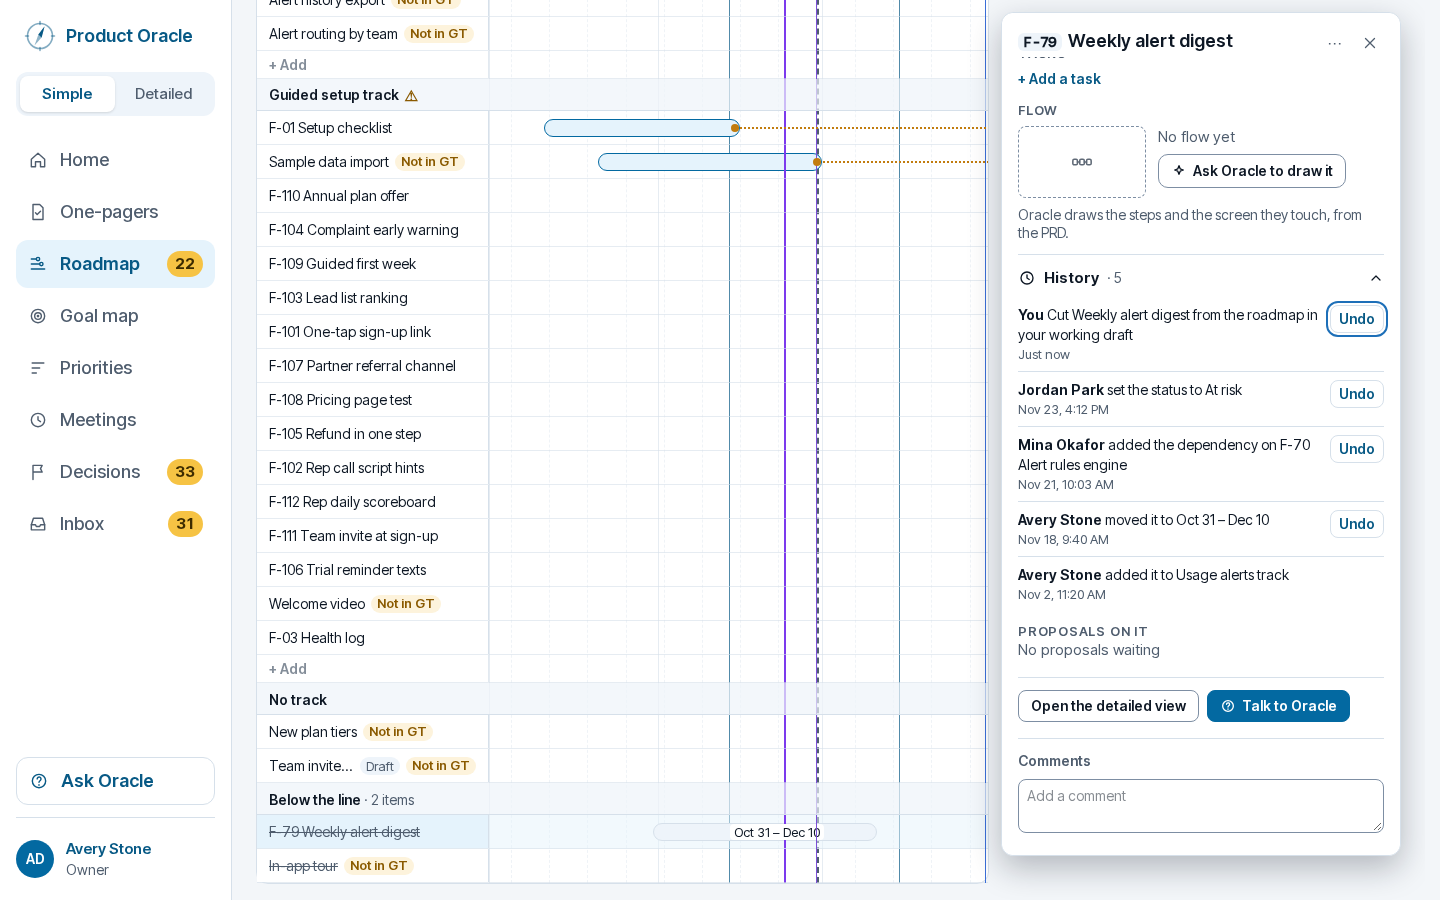 Product Oracle
Simple
Detailed
Home
One-pagers
Roadmap
22
Goal map
Priorities
Meetings
Decisions
33
Inbox
31
Ask Oracle
AD
Avery Stone
Owner
Alert history export Not in GT
Alert routing by team Not in GT
+ Add
Guided setup track
F-01 Setup checklist
Sample data import Not in GT
F-110 Annual plan offer
F-104 Complaint early warning
F-109 Guided first week
F-103 Lead list ranking
F-101 One-tap sign-up link
F-107 Partner referral channel
F-108 Pricing page test
F-105 Refund in one step
F-102 Rep call script hints
F-112 Rep daily scoreboard
F-111 Team invite at sign-up
F-106 Trial reminder texts
Welcome video Not in GT
F-03 Health log
+ Add
No track
New plan tiers Not in GT
Team invite... Draft Not in GT
Below the line · 2 items
F-79 Weekly alert digest
Oct 31 – Dec 10
In-app tour Not in GT
F-79 Weekly alert digest
+ Add a task
FLOW
No flow yet
Ask Oracle to draw it
Oracle draws the steps and the screen they touch, from
the PRD.
History · 5
You Cut Weekly alert digest from the roadmap in
your working draft
Just now
Undo
Jordan Park set the status to At risk
Nov 23, 4:12 PM
Undo
Mina Okafor added the dependency on F-70
Alert rules engine
Nov 21, 10:03 AM
Undo
Avery Stone moved it to Oct 31 – Dec 10
Nov 18, 9:40 AM
Undo
Avery Stone added it to Usage alerts track
Nov 2, 11:20 AM
PROPOSALS ON IT
No proposals waiting
Open the detailed view
Talk to Oracle
Comments
Add a comment